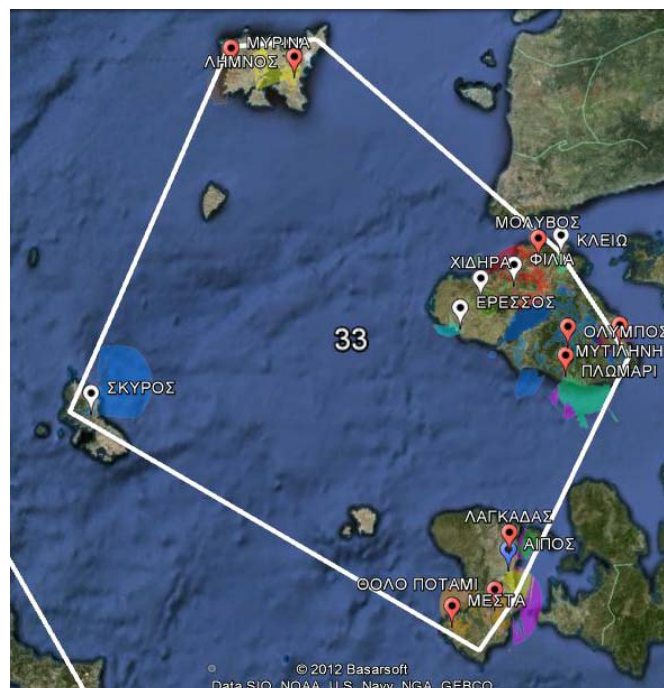 ΜΥΡΙΝΑ
ΛΗΜΝΟΣ
ΜΟΛΥΒΟΣ
ΚΛΕΙΩ
ΦΙΛΙΑ
ΧΙΔΗΡΑ
ΕΡΕΣΣΟΣ
33
ΟΛΥΜΠΟΣ
ΜΥΤΙΛΗΝΗ
ΠΛΩΜΑΡΙ
ΣΚΥΡΟΣ
ΛΑΓΚΑΔΑΣ
ΑΙΠΟΣ
ΘΟΛΟ ΠΟΤΑΜΙ
ΜΕΣΤΑ
© 2012 Basarsoft
Data SIO, NOAA, U.S. Navy, NGA, GEBCO